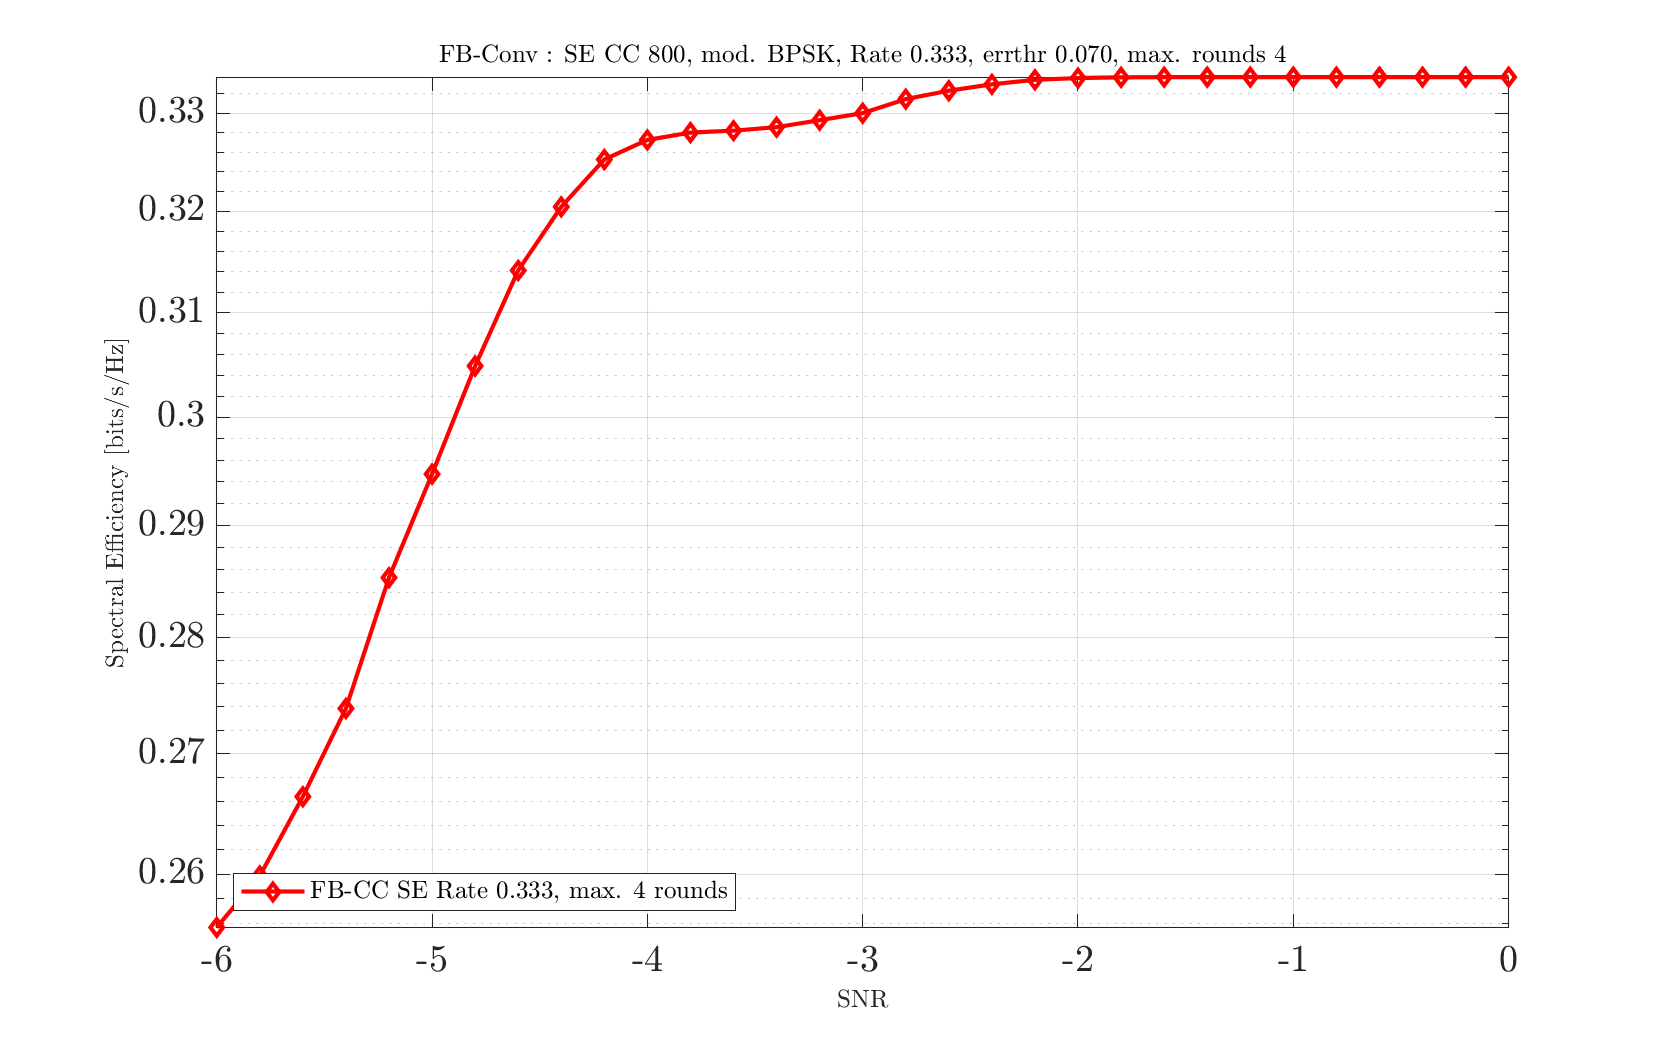 FB-Conv : SE CC 800, mod. BPSK, Rate 0.333, errthr 0.070, max. rounds 4
0.33
0.32
0.31
0.3
0.29
0.28
0.27
0.26
Spectral Efficiency [bits/s/Hz]
FB-CC SE Rate 0.333, max. 4 rounds
-6 -5 -4 -3 -2 -1 0
SNR